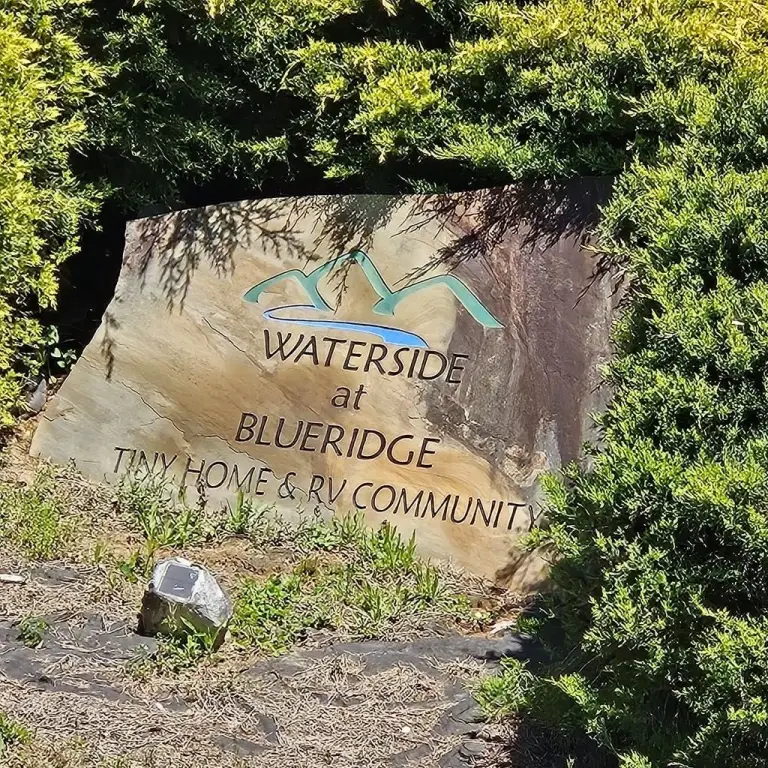 WATERSIDE
at
BLUERIDGE
TINY HOME & RV COMMUNITY